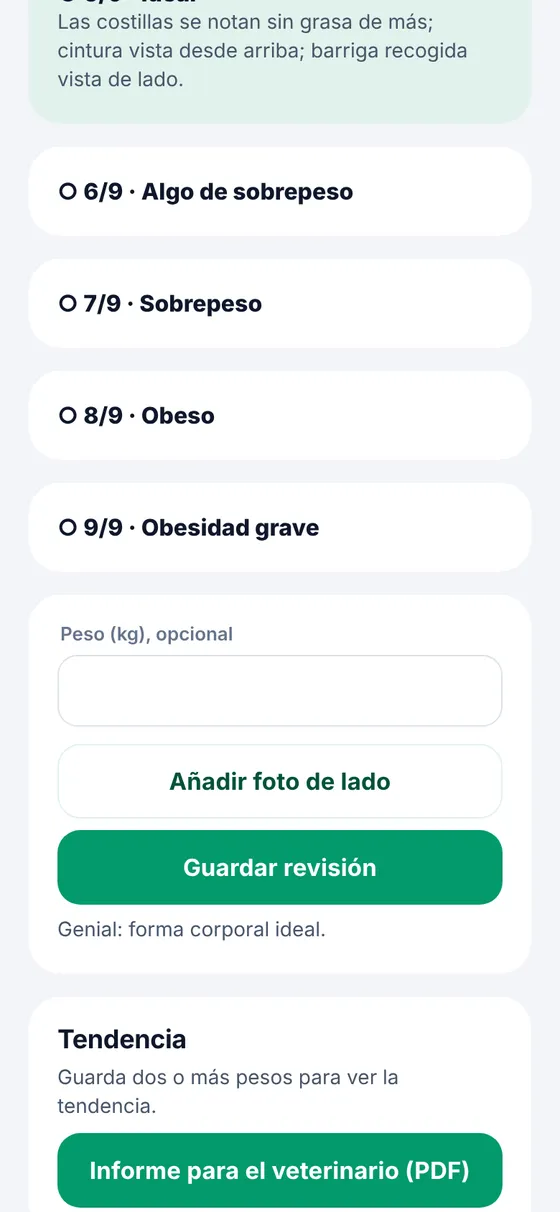 Las costillas se notan sin grasa de más;
cintura vista desde arriba; barriga recogida
vista de lado.
6/9 · Algo de sobrepeso
7/9 · Sobrepeso
8/9 · Obeso
9/9 · Obesidad grave
Peso (kg), opcional
Añadir foto de lado
Guardar revisión
Genial: forma corporal ideal.
Tendencia
Guarda dos o más pesos para ver la
tendencia.
Informe para el veterinario (PDF)